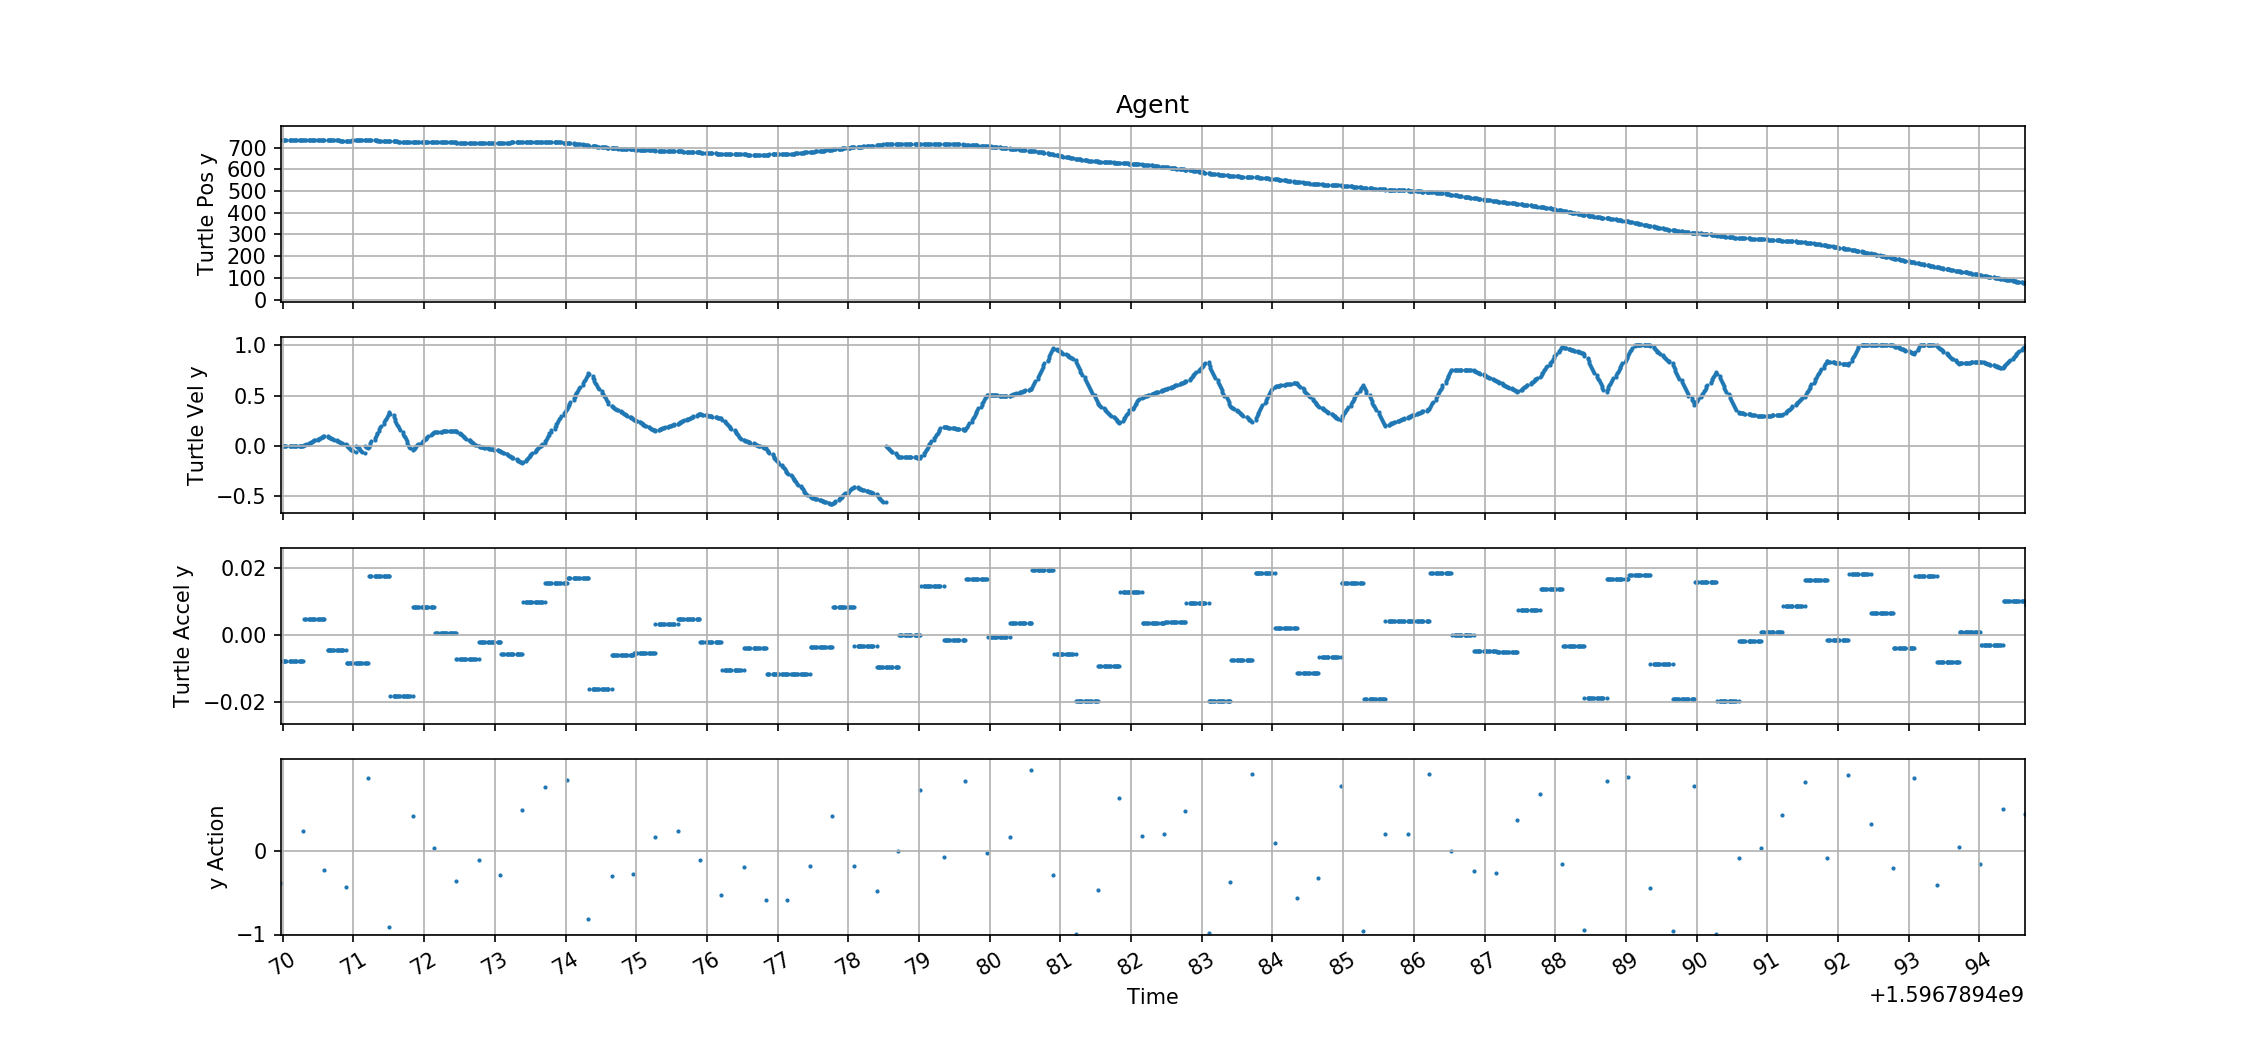 Agent
Turtle Pos y
700
600
500
400
300
200
100
0
Turtle Vel y
1.0
0.5
0.0
−0.5
Turtle Accel y
0.02
0.00
−0.02
y Action
0
−1
70 71 72 73 74 75 76 77 78 79 80 81 82 83 84 85 86 87 88 89 90 91 92 93 94
Time
+1.5967894e9